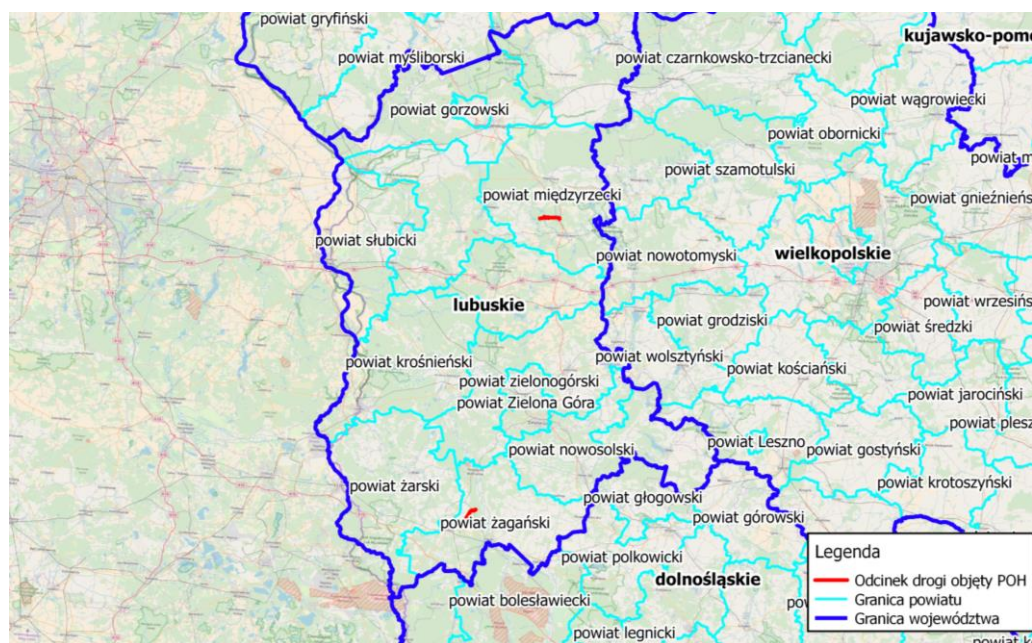 powiat gryfiński
kujawsko-pomo
powiat myśliborski
powiat czarnkowsko-trzcianecki
powiat gorzowski
powiat wągrowiecki
powiat obornicki
powiat m
powiat szamotulski
powiat międzyrzecki
powiat gnieźnieńs
powiat słubicki
powiat nowotomyski
wielkopolskie
lubuskie
powiat wrzesiń
powiat grodziski
powiat średzki
powiat krośnieński
powiat wolsztyński
powiat kościański
powiat zielonogórski
powiat Zielona Góra
powiat jarociński
powiat plesz
powiat nowosolski
powiat Leszno
powiat gostyński
powiat żarski
powiat krotoszyński
powiat głogowski
powiat żagański
powiat górowski
powiat polkowicki
dolnośląskie
powiat bolesławiecki
powiat legnicki
Legenda
Odcinek drogi objęty POH
Granica powiatu
Granica województwa